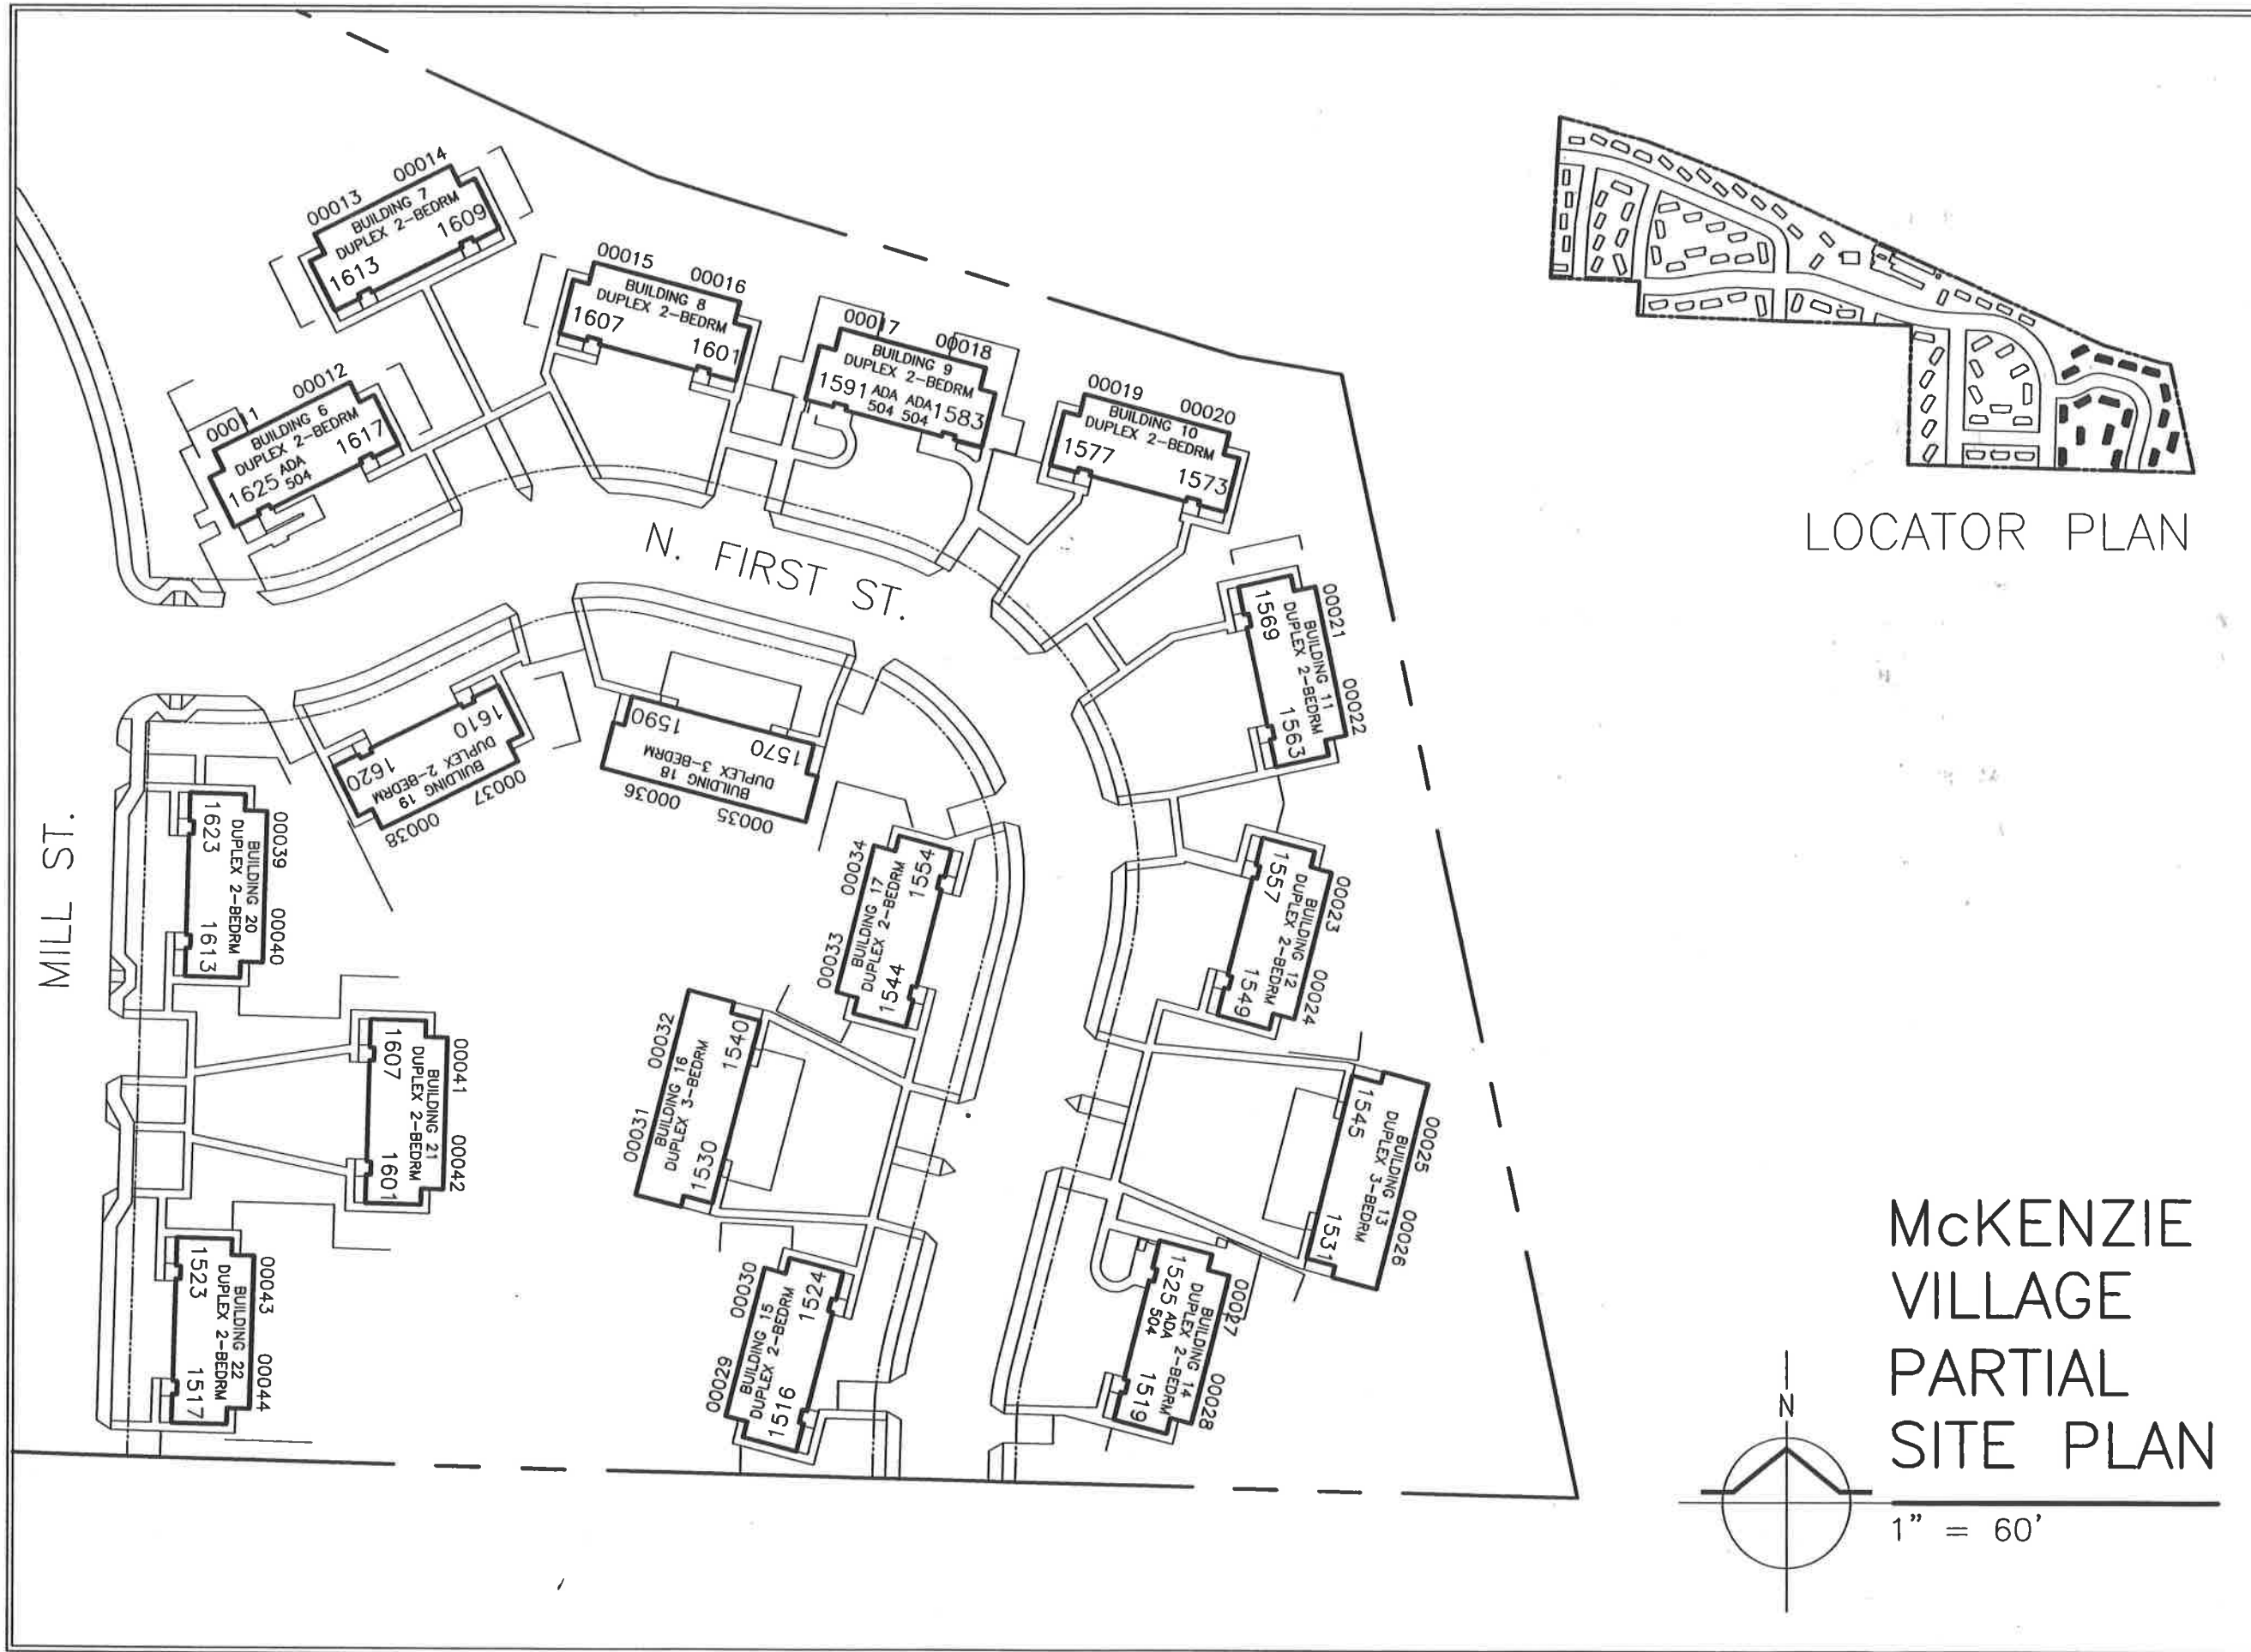 00013 00014
BUILDING 7
DUPLEX 2-BEDRM
1613 1609
00015 00016
BUILDING 8
DUPLEX 2-BEDRM
1607 1601
00017 00018
BUILDING 9
DUPLEX 2-BEDRM
1591 ADA ADA 1583
504 504
00019 00020
BUILDING 10
DUPLEX 2-BEDRM
1577 1573
00011 00012
BUILDING 6
DUPLEX 2-BEDRM
1625 ADA 1617
504
LOCATOR PLAN
N. FIRST ST.
00021 00022
BUILDING 11
DUPLEX 2-BEDRM
1569 1563
1620 1610
DUPLEX 2-BEDRM
BUILDING 19
00038 00037
1590 1570
DUPLEX 3-BEDRM
BUILDING 18
00036 00035
MILL ST.
00039 00040
BUILDING 20
DUPLEX 2-BEDRM
1623 1613
00033 00034
BUILDING 17
DUPLEX 2-BEDRM
1544 1554
00023 00024
BUILDING 12
DUPLEX 2-BEDRM
1557 1549
00041 00042
BUILDING 21
DUPLEX 2-BEDRM
1607 1601
00031 00032
BUILDING 16
DUPLEX 3-BEDRM
1530 1540
00025 00026
BUILDING 13
DUPLEX 3-BEDRM
1545 1531
00043 00044
BUILDING 22
DUPLEX 2-BEDRM
1523 1517
00029 00030
BUILDING 15
DUPLEX 2-BEDRM
1516 1524
00027 00028
BUILDING 14
DUPLEX 2-BEDRM
1525 ADA 1519
504
McKENZIE
VILLAGE
PARTIAL
SITE PLAN
N
1" = 60'